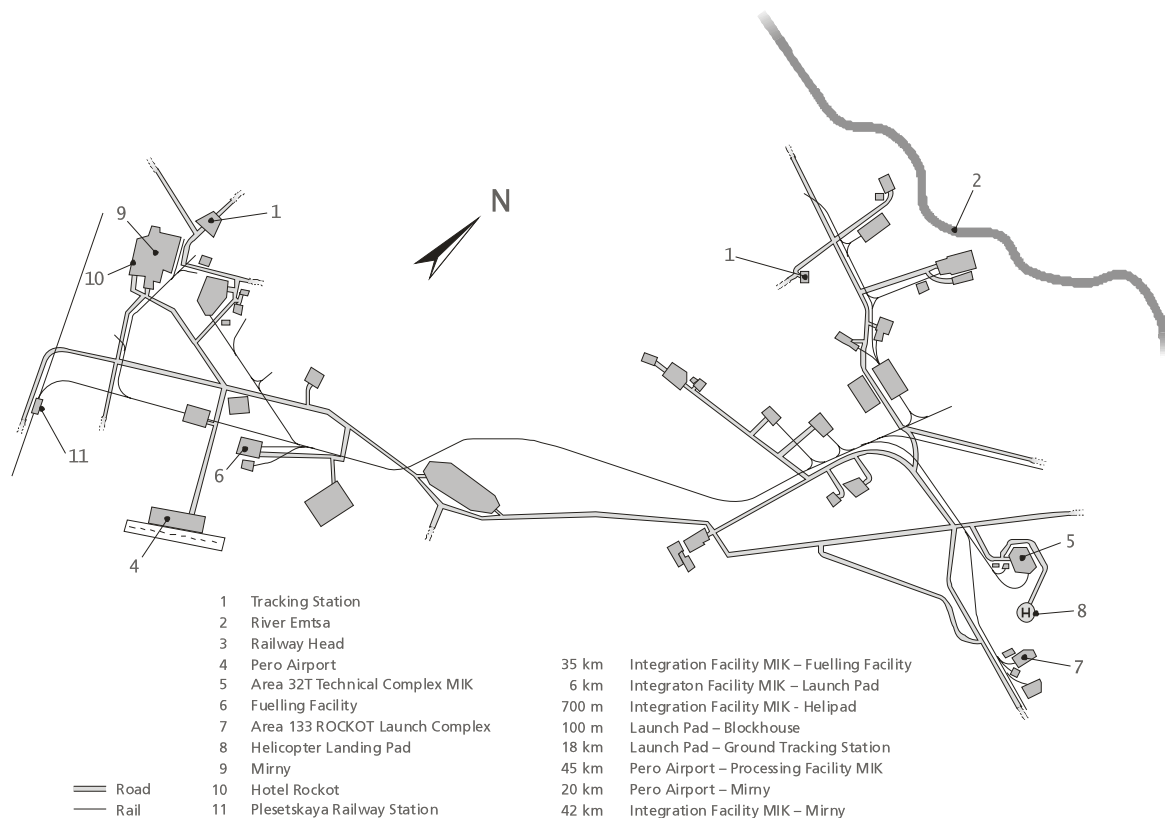 N
2
9
1
10
1
11
6
4
5
8
7
1 Tracking Station
2 River Emtsa
3 Railway Head
4 Pero Airport
5 Area 32T Technical Complex MIK
6 Fuelling Facility
7 Area 133 ROCKOT Launch Complex
8 Helicopter Landing Pad
9 Mirny
10 Hotel Rockot
11 Plesetskaya Railway Station
Road
Rail
35 km Integration Facility MIK – Fuelling Facility
6 km Integraton Facility MIK – Launch Pad
700 m Integration Facility MIK - Helipad
100 m Launch Pad – Blockhouse
18 km Launch Pad – Ground Tracking Station
45 km Pero Airport – Processing Facility MIK
20 km Pero Airport – Mirny
42 km Integration Facility MIK – Mirny
H